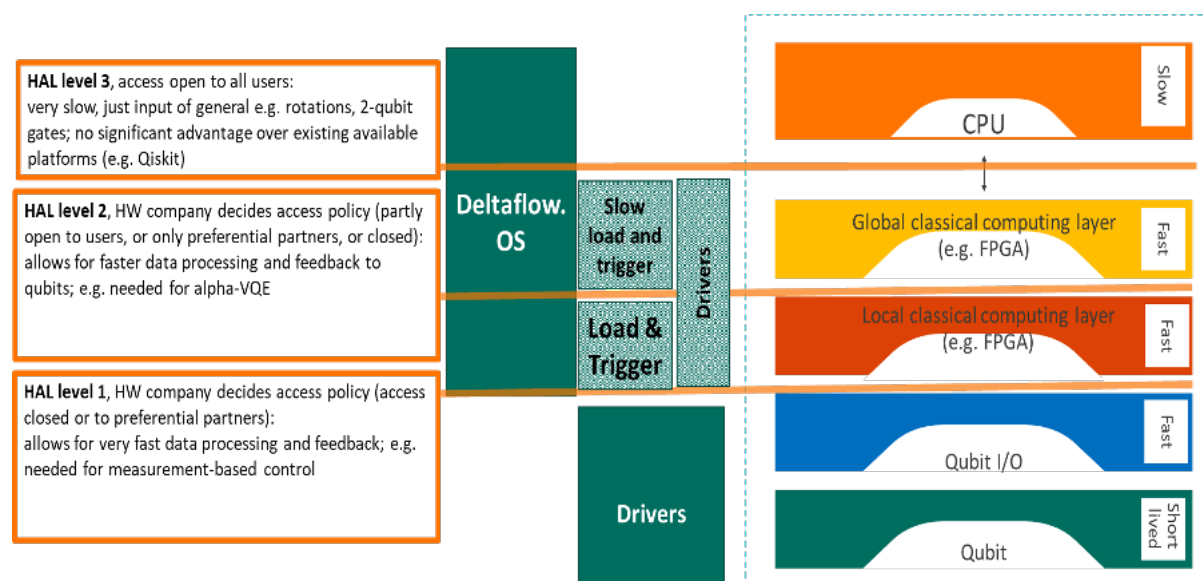 HAL level 3, access open to all users:
very slow, just input of general e.g. rotations, 2-qubit
gates; no significant advantage over existing available
platforms (e.g. Qiskit)
HAL level 2, HW company decides access policy (partly
open to users, or only preferential partners, or closed):
allows for faster data processing and feedback to
qubits; e.g. needed for alpha-VQE
HAL level 1, HW company decides access policy (access
closed or to preferential partners):
allows for very fast data processing and feedback; e.g.
needed for measurement-based control
Deltaflow.
OS
Slow
load and
trigger
Load &
Trigger
Drivers
Drivers
Slow
CPU
Global classical computing layer
(e.g. FPGA)
Fast
Local classical computing layer
(e.g. FPGA)
Fast
Qubit I/O
Fast
Qubit
Short
lived